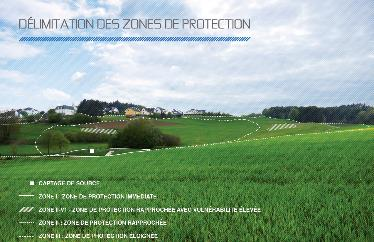 DÉLIMITATION DES ZONES DE PROTECTION
CAPTAGE DE SOURCE
ZONE I : ZONE DE PROTECTION IMMÉDIATE
ZONE II-V1 : ZONE DE PROTECTION RAPPROCHÉE AVEC VULNÉRABILITÉ ÉLEVÉE
ZONE II : ZONE DE PROTECTION RAPPROCHÉE
ZONE III : ZONE DE PROTECTION ÉLOIGNÉE